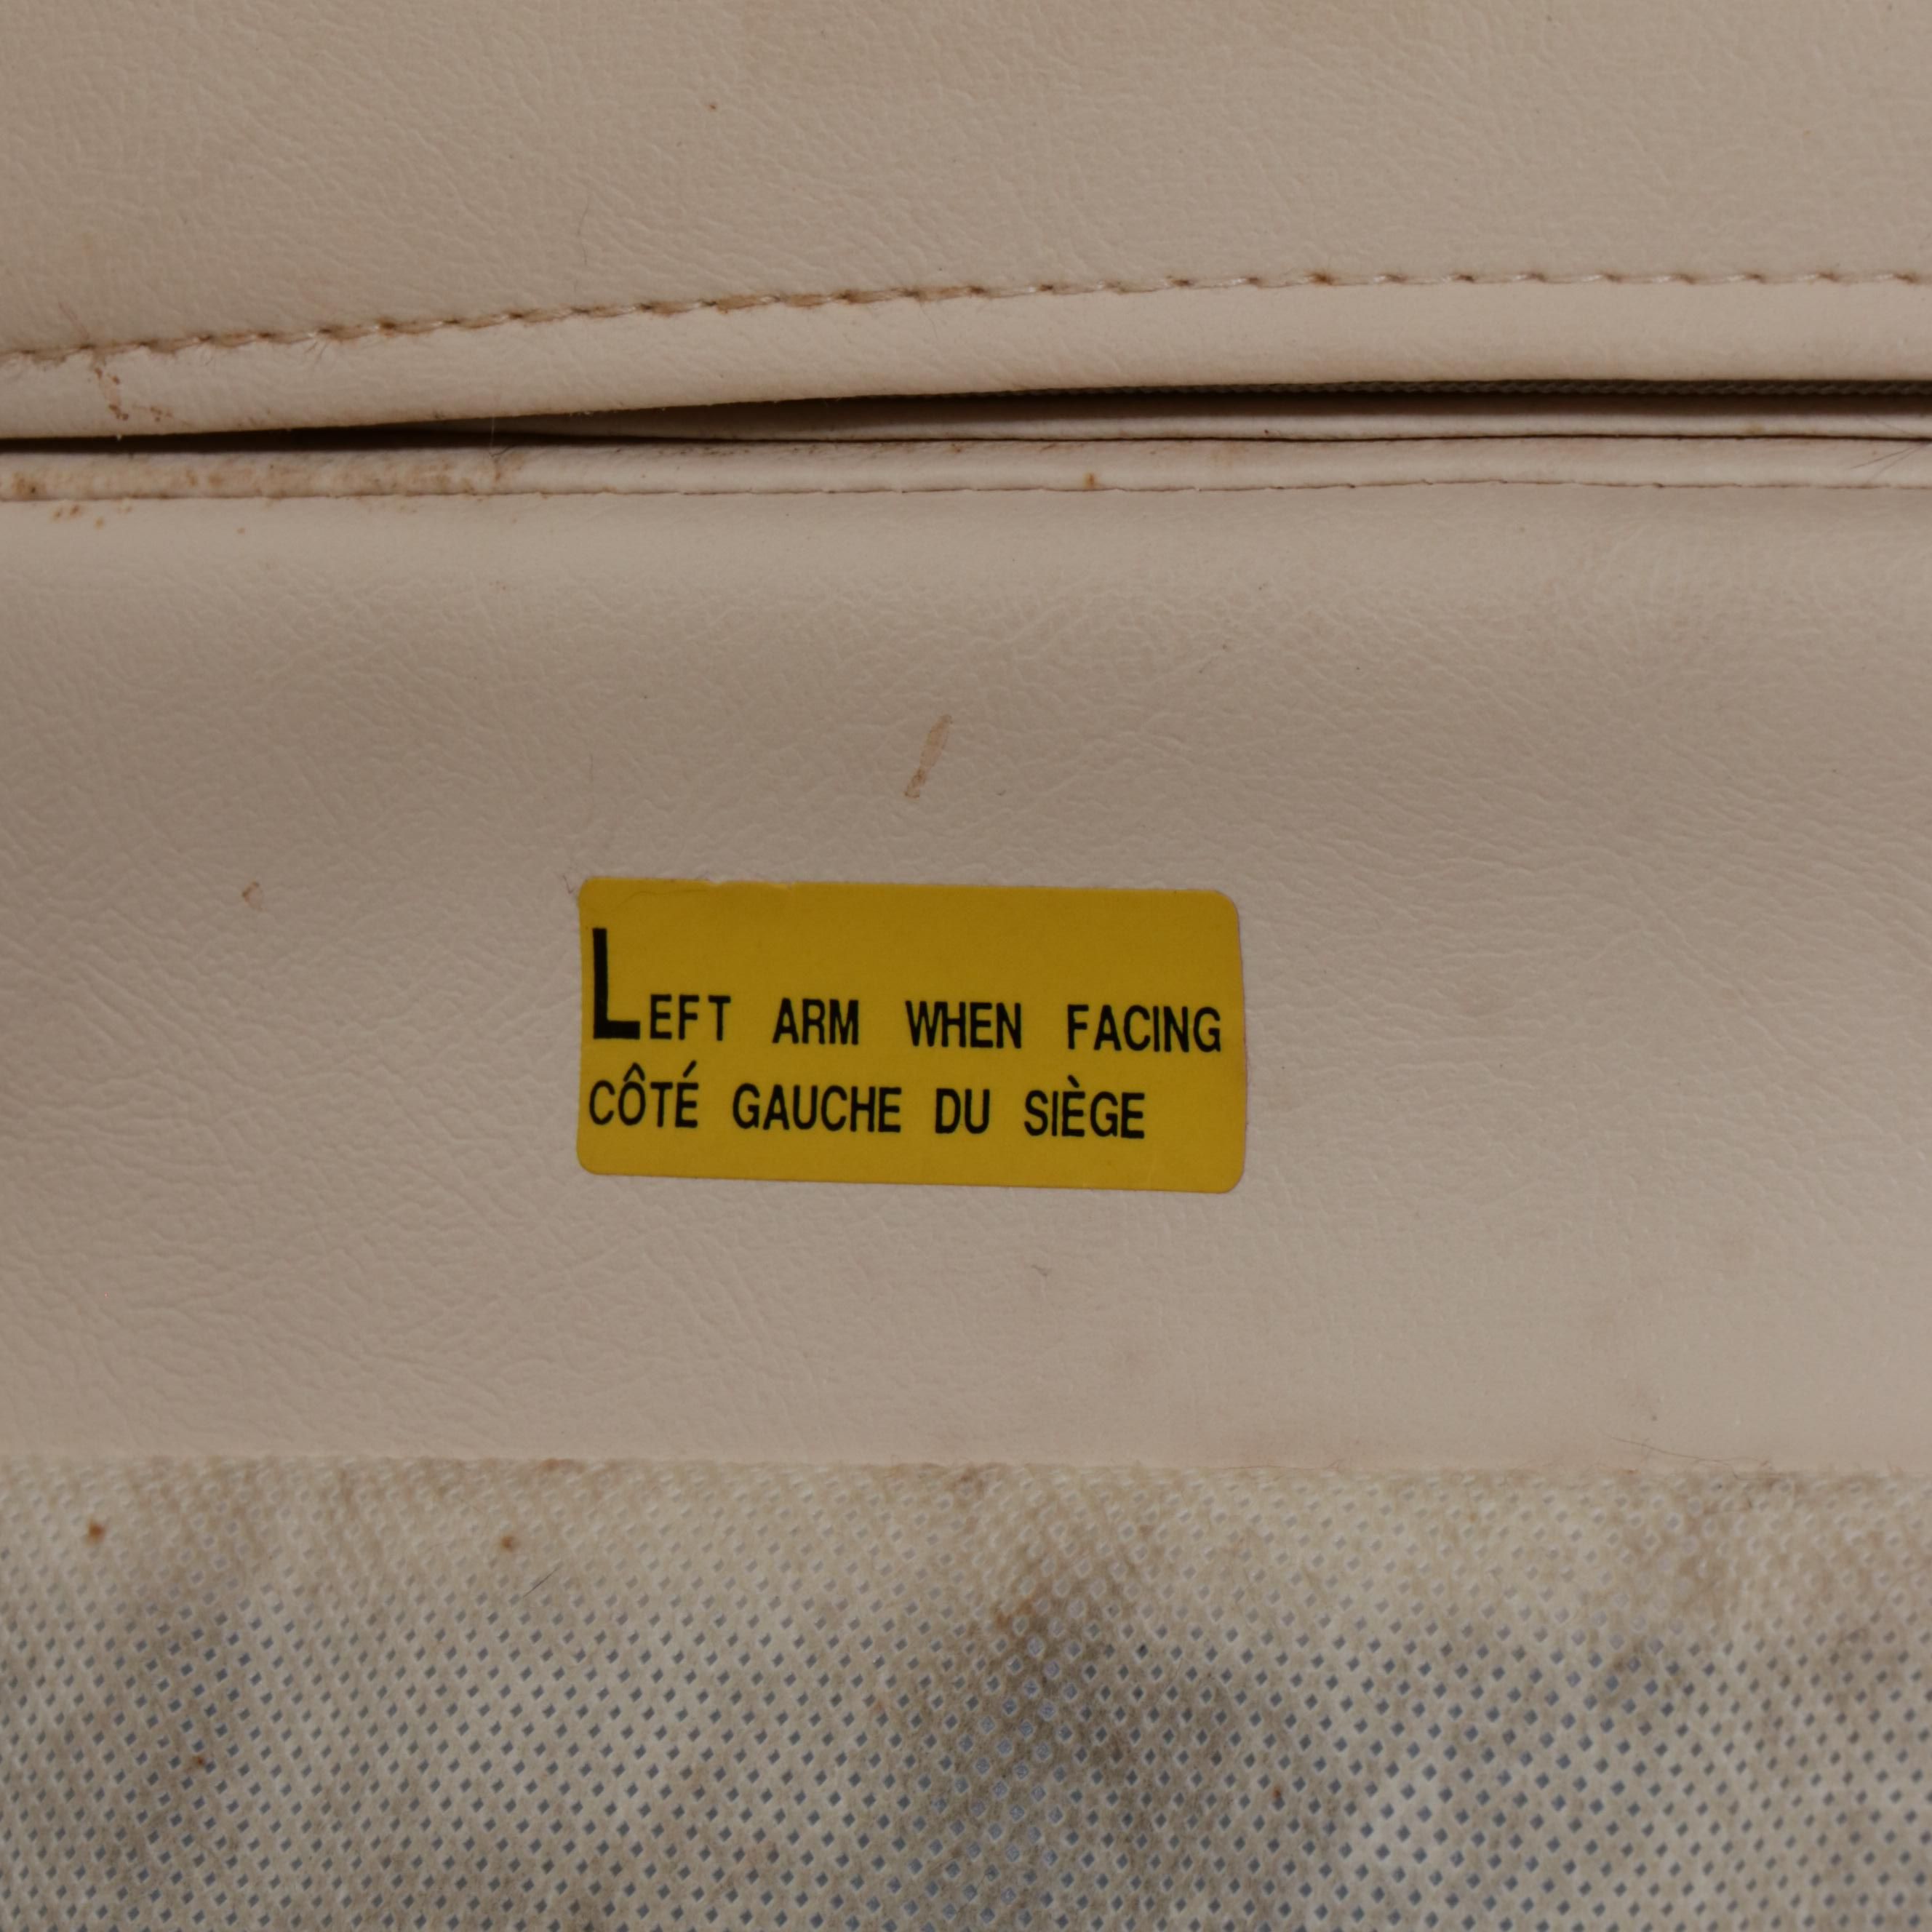 LEFT ARM WHEN FACING
CÔTÉ GAUCHE DU SIÈGE